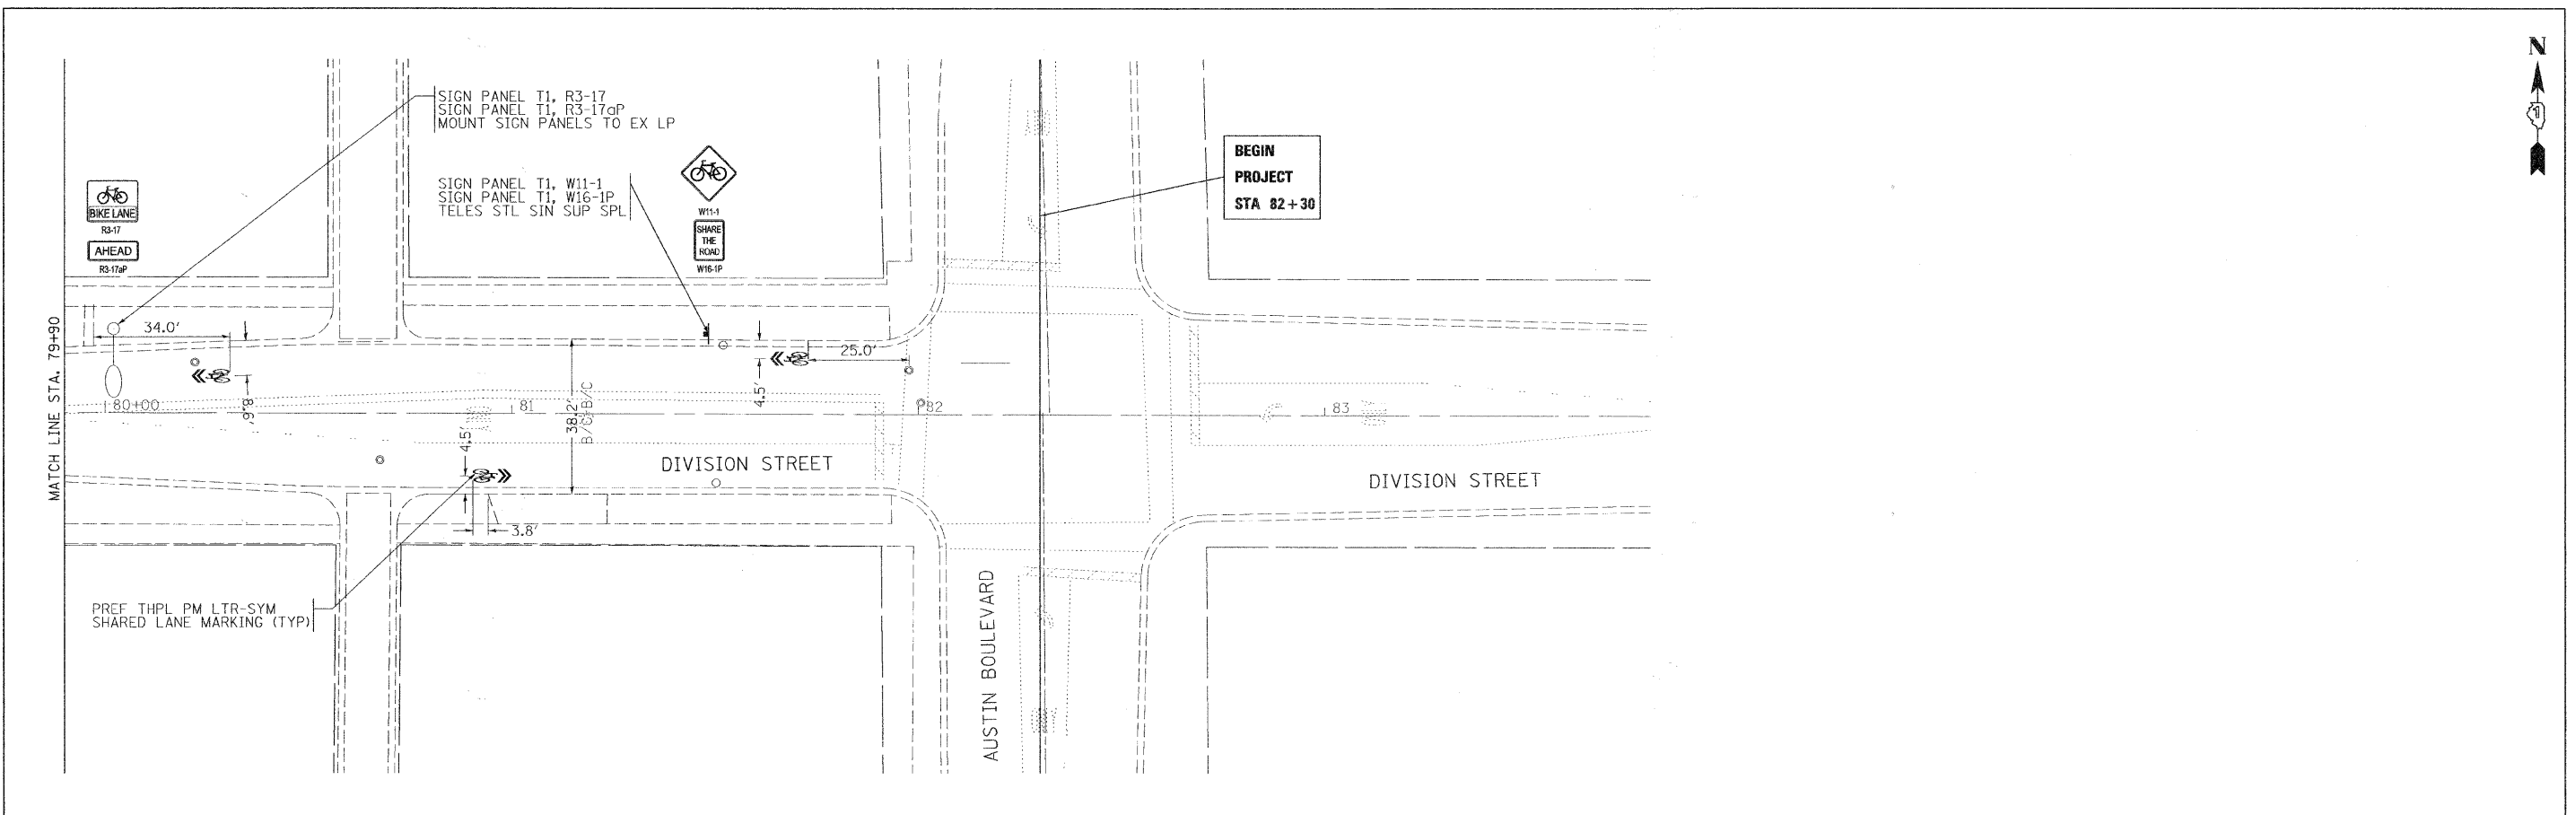 N
1
SIGN PANEL T1, R3-17
SIGN PANEL T1, R3-17aP
MOUNT SIGN PANELS TO EX LP
SIGN PANEL T1, W11-1
SIGN PANEL T1, W16-1P
TELES STL SIN SUP SPL
BIKE LANE
R3-17
AHEAD
R3-17aP
W11-1
SHARE
THE
ROAD
W16-1P
BEGIN
PROJECT
STA 82+30
MATCH LINE STA. 79+90
34.0'
25.0'
4.5'
9.8'
80+00
81
38.2'
B/C-B/C
82
83
4.5'
DIVISION STREET
DIVISION STREET
3.8'
PREF THPL PM LTR-SYM
SHARED LANE MARKING (TYP)
AUSTIN BOULEVARD